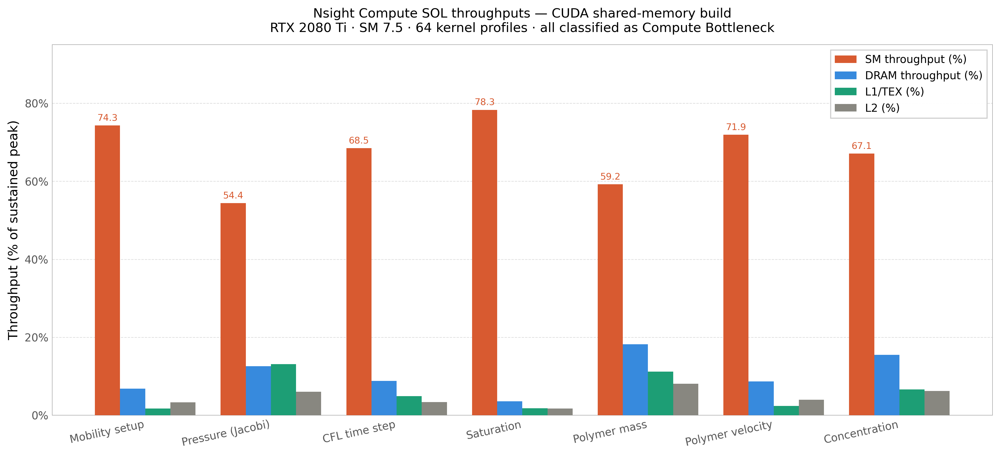 Nsight Compute SOL throughputs — CUDA shared-memory build
RTX 2080 Ti · SM 7.5 · 64 kernel profiles · all classified as Compute Bottleneck
SM throughput (%)
DRAM throughput (%)
L1/TEX (%)
L2 (%)
Throughput (% of sustained peak)
80%
60%
40%
20%
0%
74.3
54.4
68.5
78.3
59.2
71.9
67.1
Mobility setup
Pressure (Jacobi)
CFL time step
Saturation
Polymer mass
Polymer velocity
Concentration